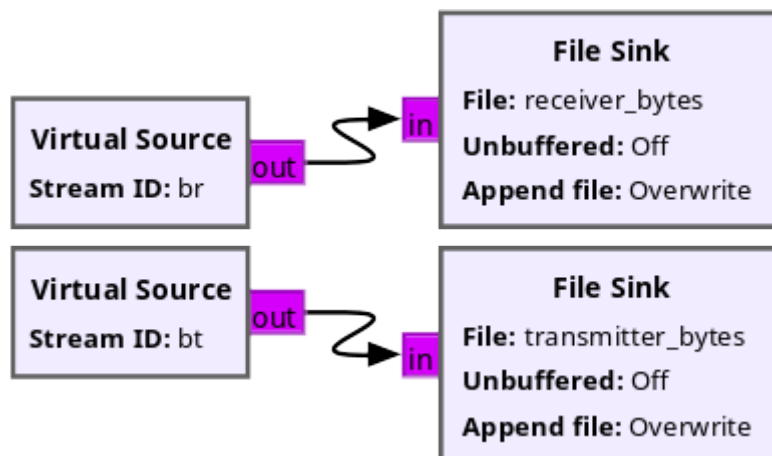 File Sink
File: receiver_bytes
in
Unbuffered: Off
Append file: Overwrite
Virtual Source
out
Stream ID: br
Virtual Source
out
Stream ID: bt
File Sink
File: transmitter_bytes
in
Unbuffered: Off
Append file: Overwrite